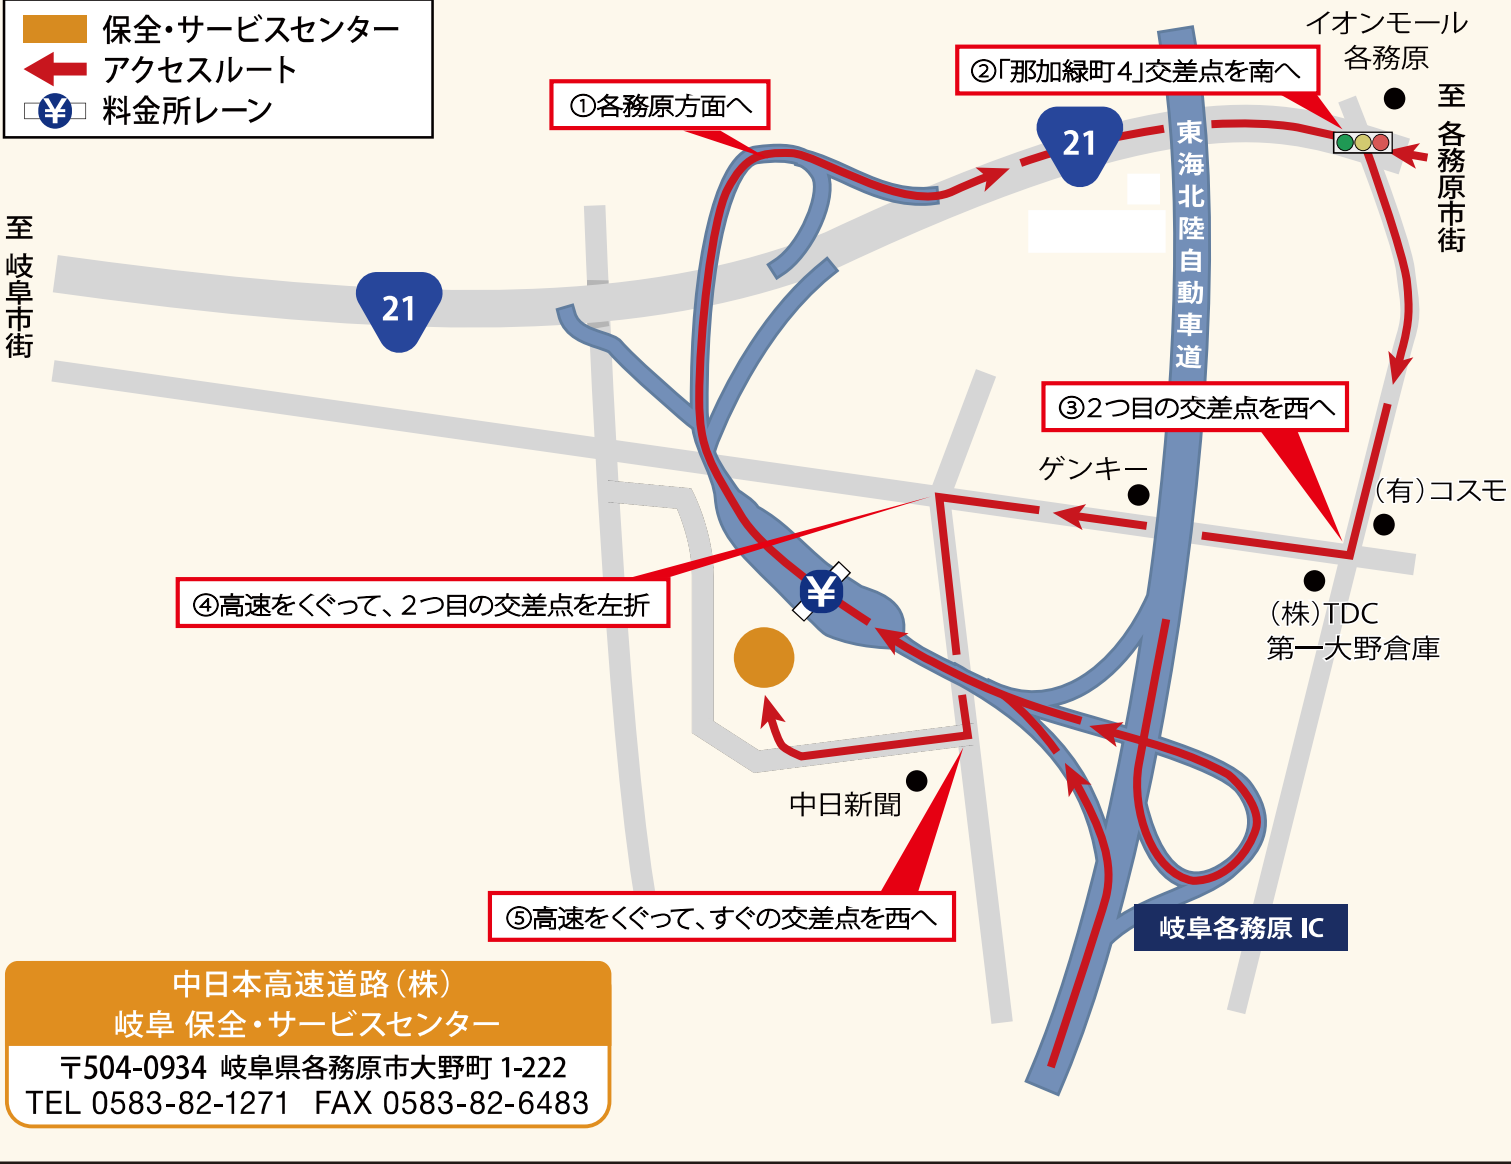 保全・サービスセンター
アクセスルート
¥ 料金所レーン
イオンモール
各務原
②「那加緑町4」交差点を南へ
①各務原方面へ
至 各務原市街
21
東海北陸自動車道
至 岐阜市街
21
③2つ目の交差点を西へ
ゲンキー
(有)コスモ
④高速をくぐって、2つ目の交差点を左折
¥
(株)TDC
第一大野倉庫
中日新聞
⑤高速をくぐって、すぐの交差点を西へ
岐阜各務原 IC
中日本高速道路(株)
岐阜 保全・サービスセンター
〒504-0934 岐阜県各務原市大野町 1-222
TEL 0583-82-1271 FAX 0583-82-6483